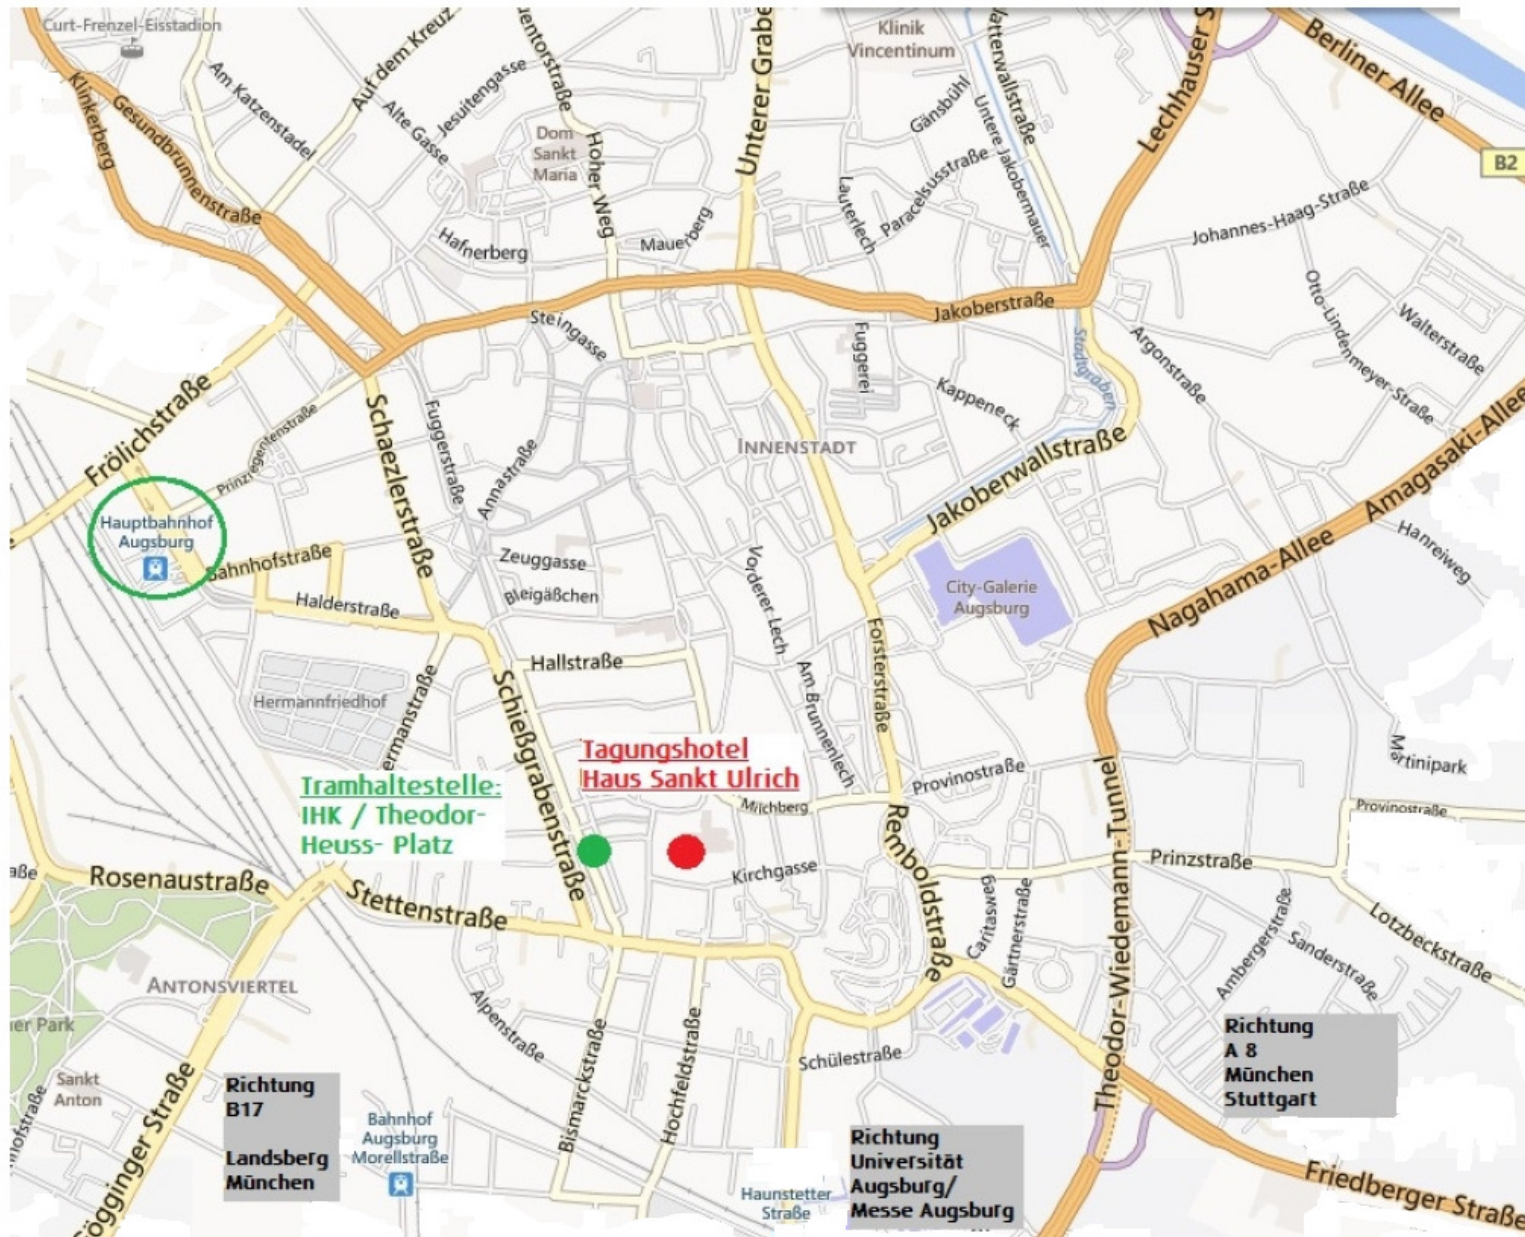 Curt-Frenzel-Eisstadion
Klinkerberg
Gesundbrunnenstraße
Am Katzenstadel
Auf dem Kreuz
Alte Gasse
Jesuitengasse
Dom
Sankt
Maria
Hoher Weg
Hafnerberg
Mauerberg
Klinik
Vincentinum
Gänsbühl
Untere Jakobermauer
Paracelsusstraße
Lauterlech
Berliner Allee
B2
Johannes-Haag-Straße
Otto-Lindenmeyer-Straße
Walterstraße
Argonstraße
Jakoberstraße
Stadtgraben
Steingasse
Fuggerei
Kappeneck
INNENSTADT
Jakoberwallstraße
Frölichstraße
Prinzregentenstraße
Schaezlerstraße
Fuggerstraße
Annastraße
Amagasaki-Allee
Nagahama-Allee
Hanreiweg
Hauptbahnhof
Augsburg
Bahnhofstraße
Halderstraße
Zeuggasse
Bleigäßchen
Vorderer Lech
City-Galerie
Augsburg
Forsterstraße
Hallstraße
Am Brunnenlech
Hermannfriedhof
ermanstraße
Schießgrabenstraße
Tagungshotel
Haus Sankt Ulrich
Tramhaltestelle:
IHK / Theodor-
Heuss- Platz
Milchberg
Provinostraße
Martinipark
Provinostraße
Kirchgasse
Remboldstraße
Prinzstraße
Theodor-Wiedemann-Tunnel
Lotzbeckstraße
Rosenaustraße
Stettenstraße
Caritasweg
Gärtnerstraße
Ambergerstraße
Sanderstraße
ANTONSVIERTEL
er Park
Sankt
Anton
Alpenstraße
Bismarckstraße
Hochfeldstraße
Schülestraße
Gögginger Straße
Richtung
B17
Landsberg
München
Bahnhof
Augsburg
Morellstraße
Haunstetter
Straße
Richtung
Universität
Augsburg/
Messe Augsburg
Richtung
A 8
München
Stuttgart
Friedberger Straße